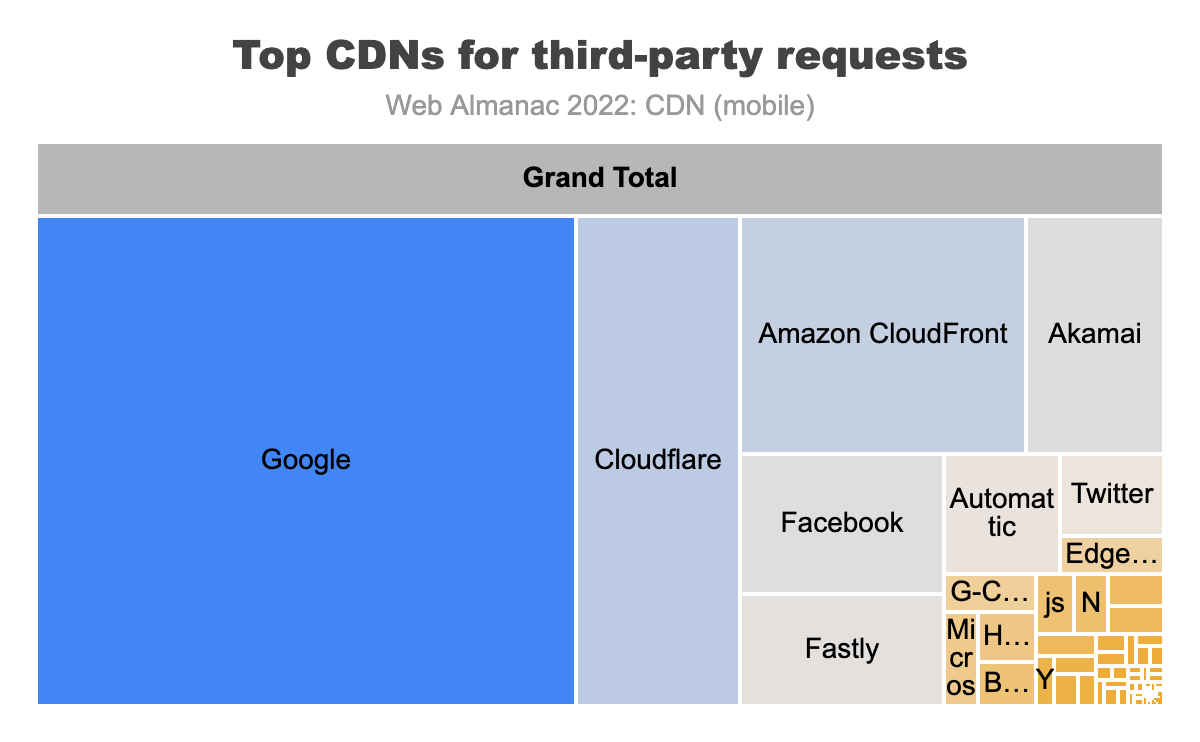 Top CDNs for third-party requests
Web Almanac 2022: CDN (mobile)
Grand Total
Google
Cloudflare
Amazon CloudFront
Akamai
Facebook
Automat
tic
Twitter
Edge…
Fastly
G-C…
js
N
Mi
cr
os
H…
B…
Y